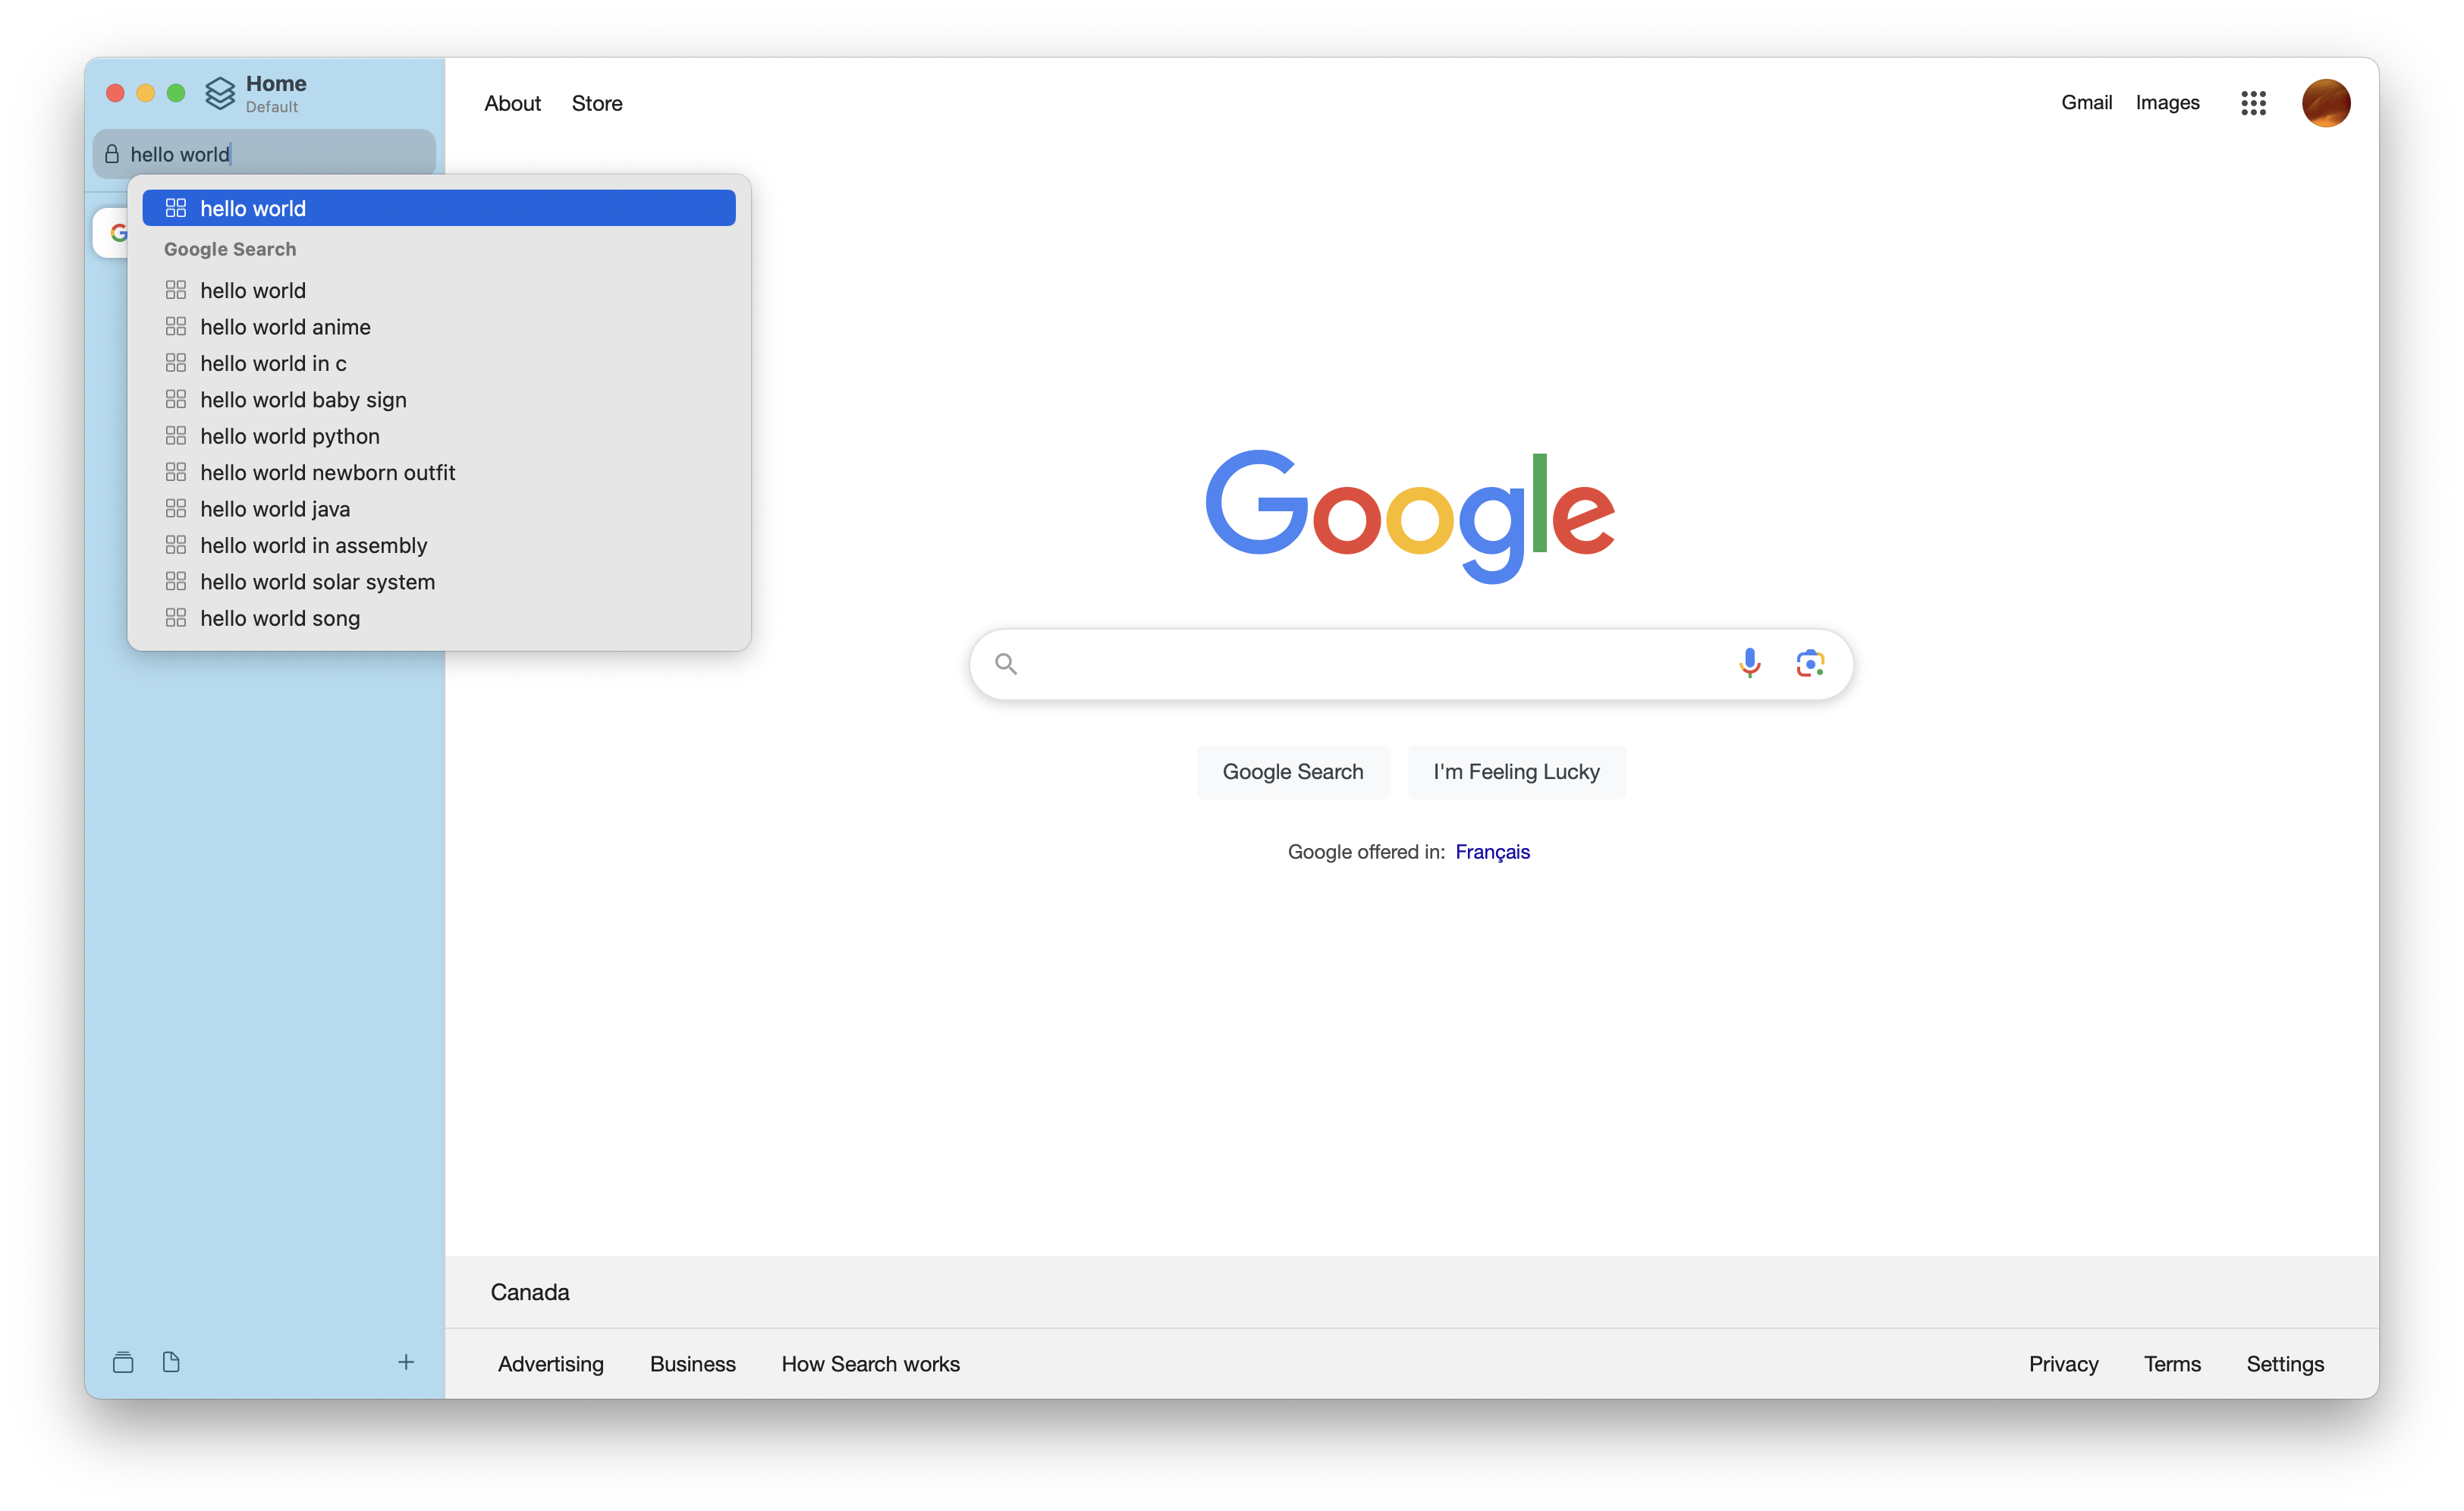 Home
Default
hello world
hello world
Google Search
hello world
hello world anime
hello world in c
hello world baby sign
hello world python
hello world newborn outfit
hello world java
hello world in assembly
hello world solar system
hello world song
About Store
Gmail Images
Google
Google Search I'm Feeling Lucky
Google offered in: Français
Canada
Advertising Business How Search works
Privacy Terms Settings